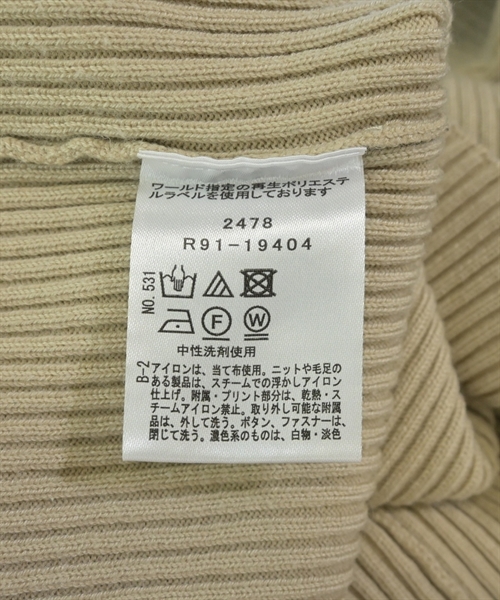 ワールド指定の再生ポリエステ
ルラベルを使用しております
2478
R91-19404
NO.531
F
W
中性洗剤使用
B-2
アイロンは、当て布使用。ニットや毛足の
ある製品は、スチームでの浮かしアイロン
仕上げ。附属・プリント部分は、乾熱・ス
チームアイロン禁止。取り外し可能な附属
品は、外して洗う。ボタン、ファスナーは、
閉じて洗う。濃色系のものは、白物・淡色